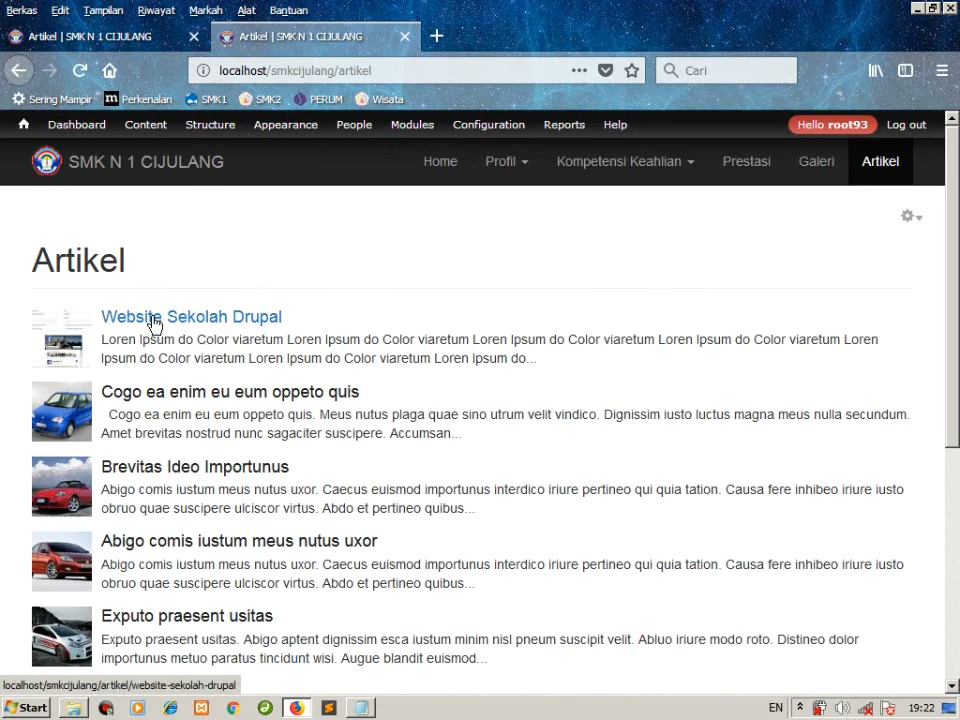 Berkas Edit Tampilan Riwayat Markah Alat Bantuan
Artikel | SMK N 1 CIJULANG
Artikel | SMK N 1 CIJULANG
localhost/smkcijulang/artikel
Cari
Sering Mampir
Perkenalan
SMK1
SMK2
PERUM
Wisata
Dashboard Content Structure Appearance People Modules Configuration Reports Help Hello root93 Log out
SMK N 1 CIJULANG Home Profil Kompetensi Keahlian Prestasi Galeri Artikel
Artikel
Website Sekolah Drupal
Loren Ipsum do Color viaretum Loren Ipsum do Color viaretum Loren Ipsum do Color viaretum Loren Ipsum do Color viaretum Loren
Ipsum do Color viaretum Loren Ipsum do Color viaretum Loren Ipsum do Color viaretum Loren Ipsum do...
Cogo ea enim eu eum oppeto quis
Cogo ea enim eu eum oppeto quis. Meus nutus plaga quae sino utrum velit vindico. Dignissim iusto luctus magna meus nulla secundum.
Amet brevitas nostrud nunc sagaciter suscipere. Accumsan...
Brevitas Ideo Importunus
Abigo comis iustum meus nutus uxor. Caecus euismod importunus interdico iriure pertineo qui quia tation. Causa fere inhibeo iriure iusto
obruo quae suscipere ulciscor virtus. Abdo et pertineo quibus...
Abigo comis iustum meus nutus uxor
Abigo comis iustum meus nutus uxor. Caecus euismod importunus interdico iriure pertineo qui quia tation. Causa fere inhibeo iriure iusto
obruo quae suscipere ulciscor virtus. Abdo et pertineo quibus...
Exputo praesent usitas
Exputo praesent usitas. Abigo aptent dignissim esca iustum minim nisl pneum suscipit velit. Abluo iriure modo roto. Distineo dolor
importunus metuo paratus tincidunt wisi. Augue blandit euismod...
localhost/smkcijulang/artikel/website-sekolah-drupal
Start
EN
19:22